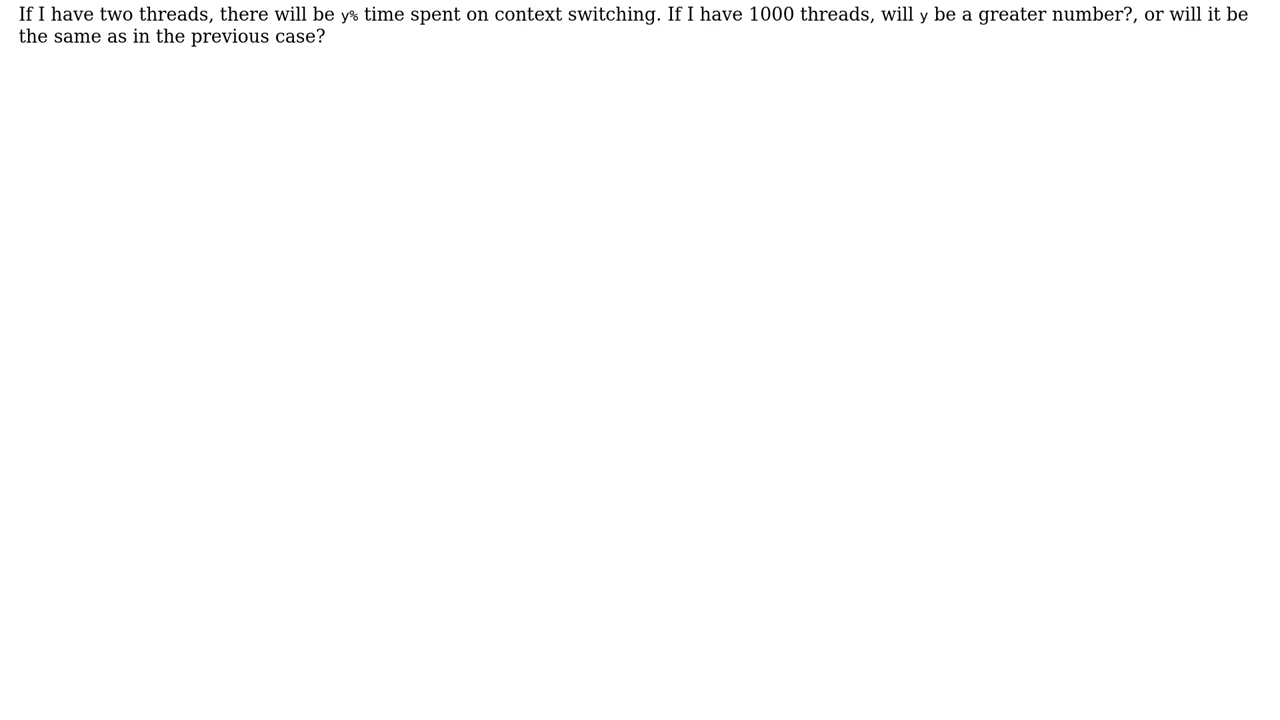 If I have two threads, there will be y% time spent on context switching. If I have 1000 threads, will y be a greater number?, or will it be
the same as in the previous case?